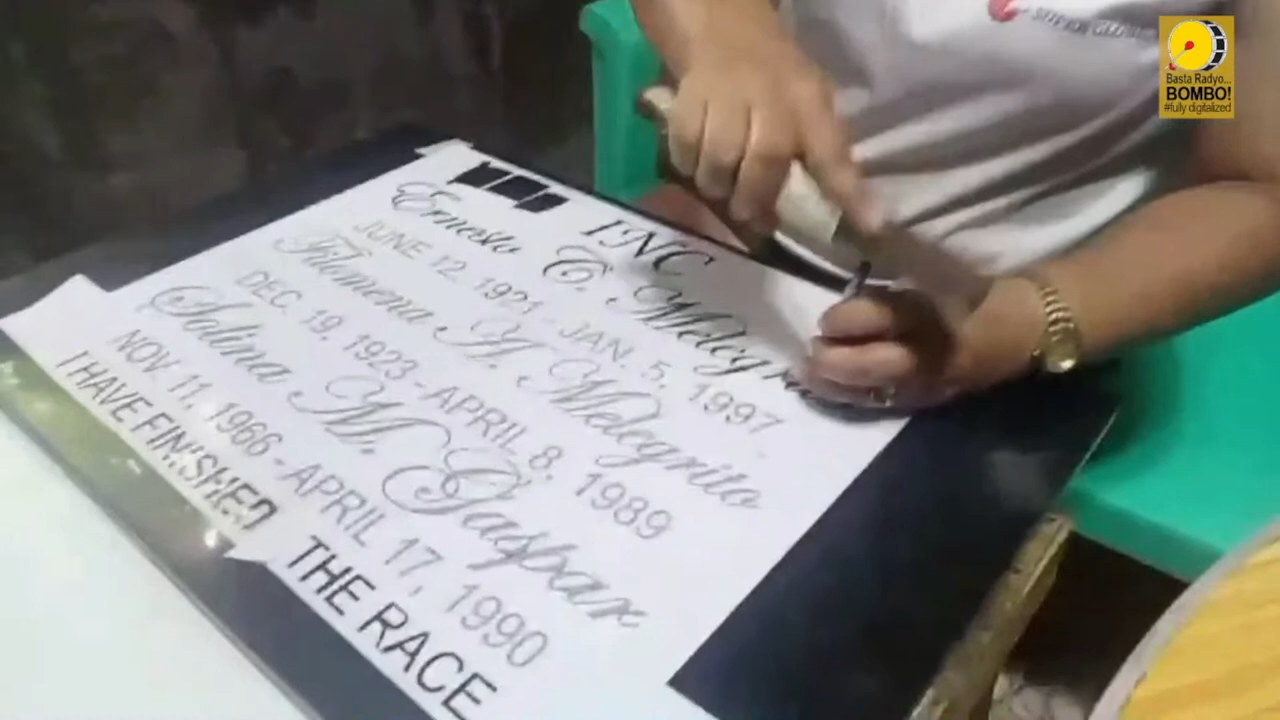 INC
Ernesto C. Meleg
JUNE 12, 1921 - JAN. 5, 1997
Filomena A. Melegrito
DEC. 19, 1923 - APRIL 8, 1989
Solina M. Gaspar
NOV. 11, 1966 - APRIL 17, 1990
I HAVE FINISHED THE RACE
Basta Radyo...
BOMBO!
#fully digitalized